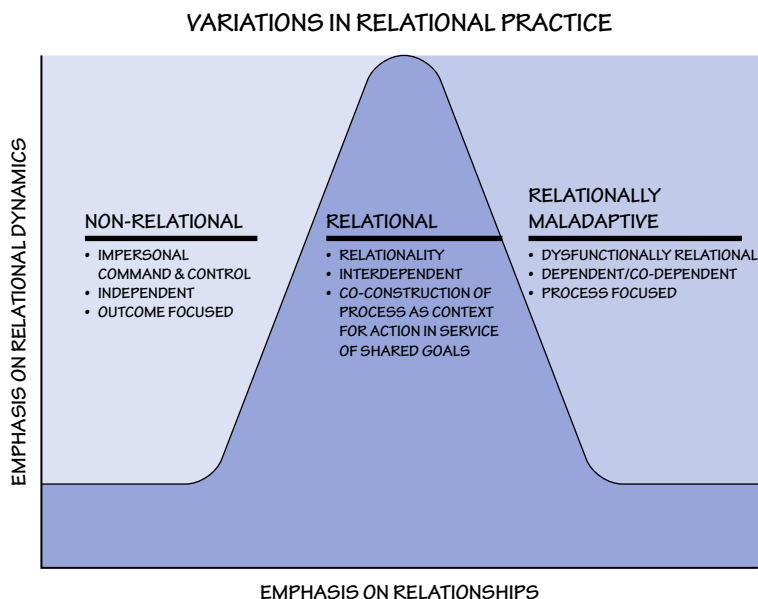 VARIATIONS IN RELATIONAL PRACTICE
EMPHASIS ON RELATIONAL DYNAMICS
NON-RELATIONAL
• IMPERSONAL
COMMAND & CONTROL
• INDEPENDENT
• OUTCOME FOCUSED
RELATIONAL
• RELATIONALITY
• INTERDEPENDENT
• CO-CONSTRUCTION OF
PROCESS AS CONTEXT
FOR ACTION IN SERVICE
OF SHARED GOALS
RELATIONALLY
MALADAPTIVE
• DYSFUNCTIONALLY RELATIONAL
• DEPENDENT/CO-DEPENDENT
• PROCESS FOCUSED
EMPHASIS ON RELATIONSHIPS